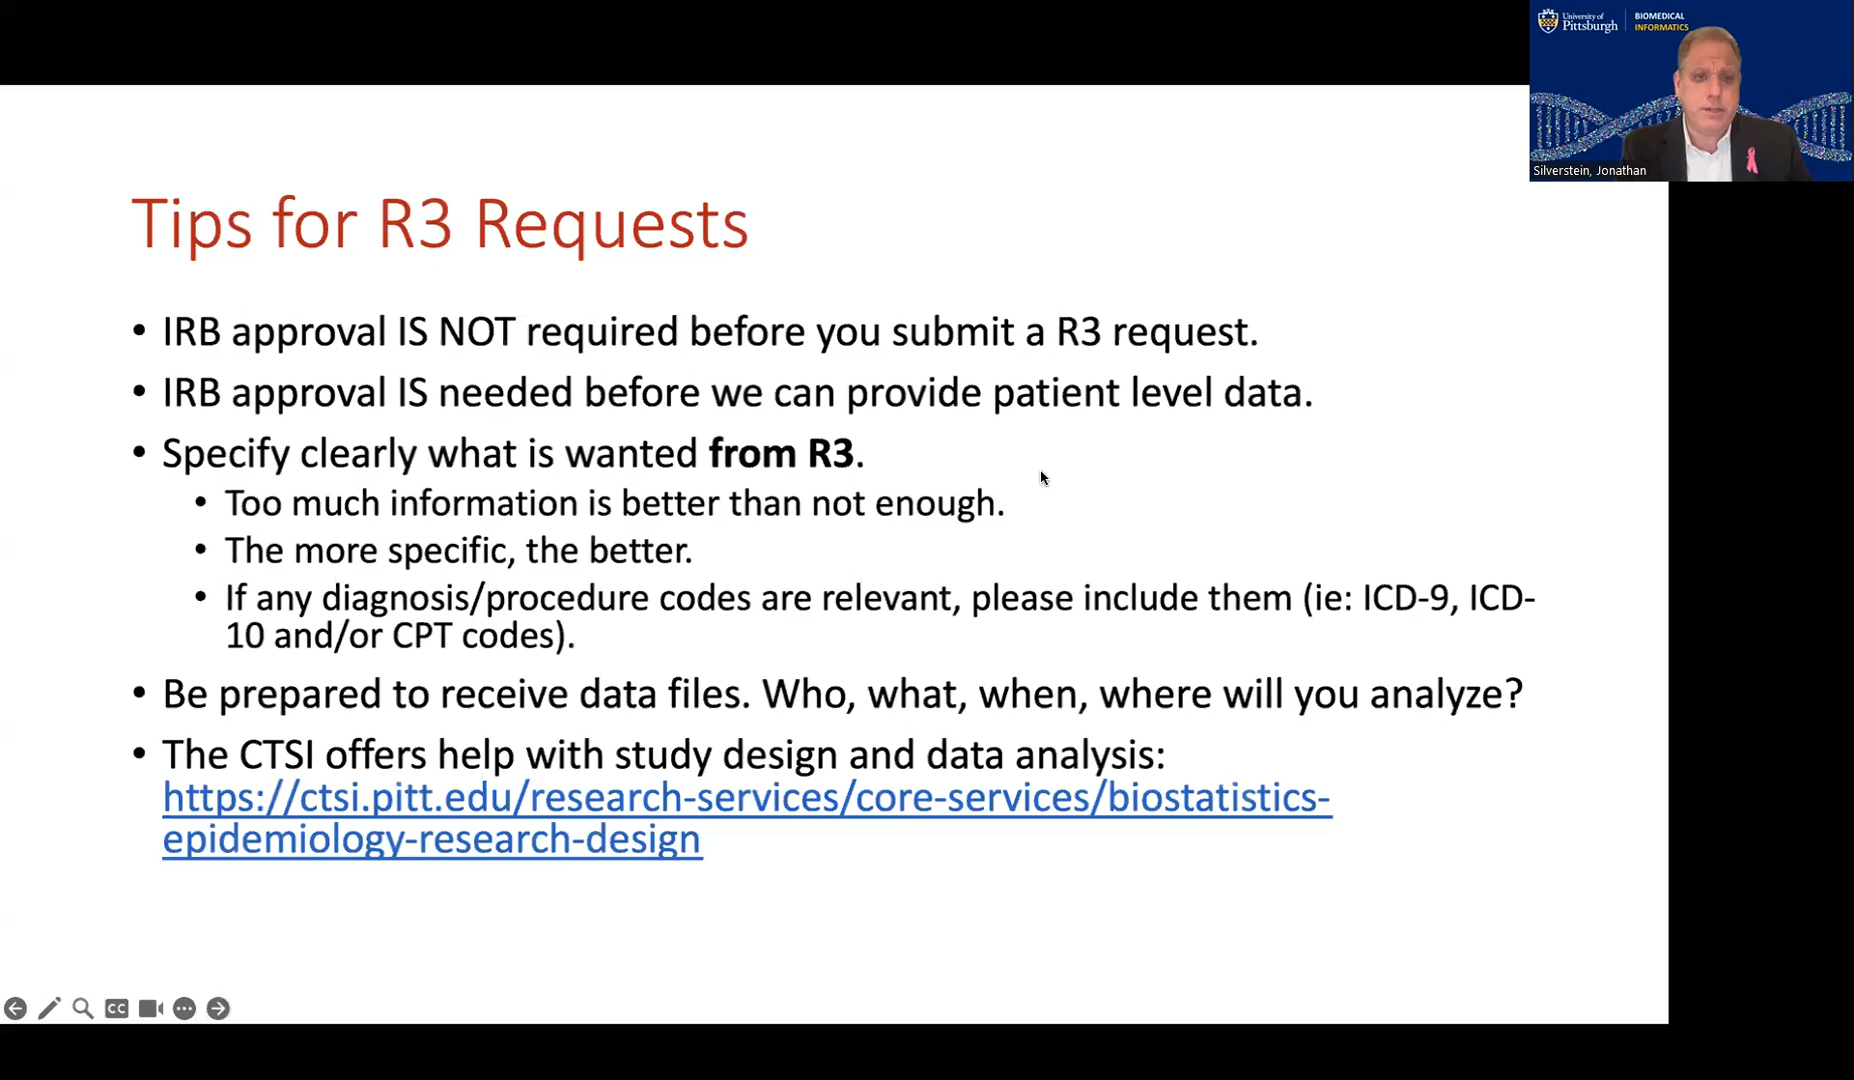 University of
Pittsburgh
BIOMEDICAL
INFORMATICS
Silverstein, Jonathan
Tips for R3 Requests
• IRB approval IS NOT required before you submit a R3 request.
• IRB approval IS needed before we can provide patient level data.
• Specify clearly what is wanted from R3.
• Too much information is better than not enough.
• The more specific, the better.
• If any diagnosis/procedure codes are relevant, please include them (ie: ICD-9, ICD-
10 and/or CPT codes).
• Be prepared to receive data files. Who, what, when, where will you analyze?
• The CTSI offers help with study design and data analysis:
https://ctsi.pitt.edu/research-services/core-services/biostatistics-
epidemiology-research-design
CC